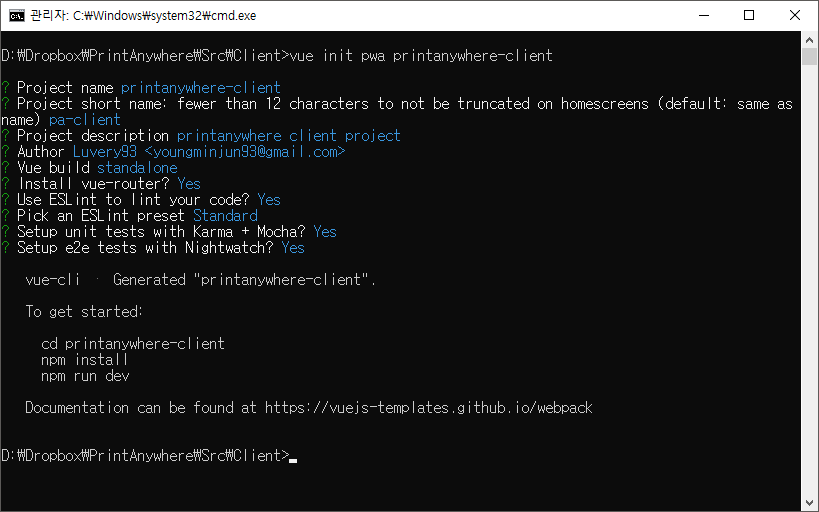 관리자: C:₩Windows₩system32₩cmd.exe
D:₩Dropbox₩PrintAnywhere₩Src₩Client>vue init pwa printanywhere-client
? Project name printanywhere-client
? Project short name: fewer than 12 characters to not be truncated on homescreens (default: same as
name) pa-client
? Project description printanywhere client project
? Author Luvery93 <youngminjun93@gmail.com>
? Vue build standalone
? Install vue-router? Yes
? Use ESLint to lint your code? Yes
? Pick an ESLint preset Standard
? Setup unit tests with Karma + Mocha? Yes
? Setup e2e tests with Nightwatch? Yes
vue-cli · Generated "printanywhere-client".
To get started:
cd printanywhere-client
npm install
npm run dev
Documentation can be found at https://vuejs-templates.github.io/webpack
D:₩Dropbox₩PrintAnywhere₩Src₩Client>